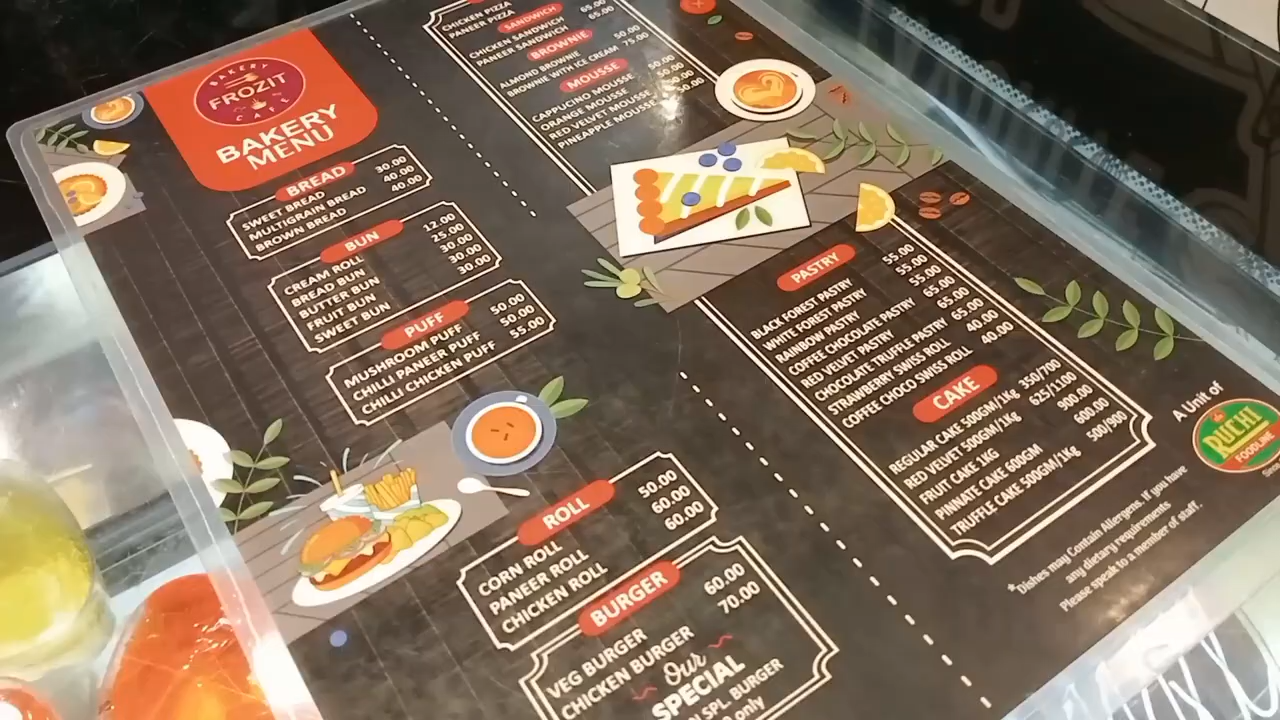 BAKERY
FROZIT
CAFE
BAKERY
MENU
BREAD
SWEET BREAD 30.00
MULTIGRAIN BREAD 40.00
BROWN BREAD 40.00
BUN
CREAM ROLL 12.00
BREAD BUN 25.00
BUTTER BUN 30.00
FRUIT BUN 30.00
SWEET BUN 30.00
PUFF
MUSHROOM PUFF 50.00
CHILLI PANEER PUFF 50.00
CHILLI CHICKEN PUFF 55.00
ROLL
CORN ROLL 50.00
PANEER ROLL 60.00
CHICKEN ROLL 60.00
BURGER
VEG BURGER 60.00
CHICKEN BURGER 70.00
Our
SPECIAL
SPL. BURGER
only
CHICKEN PIZZA
PANEER PIZZA
SANDWICH
CHICKEN SANDWICH 65.00
PANEER SANDWICH 65.00
BROWNIE
ALMOND BROWNIE 50.00
BROWNIE WITH ICE CREAM 75.00
MOUSSE
CAPPUCINO MOUSSE 50.00
ORANGE MOUSSE
RED VELVET MOUSSE
PINEAPPLE MOUSSE
PASTRY
BLACK FOREST PASTRY 55.00
WHITE FOREST PASTRY 55.00
RAINBOW PASTRY 55.00
COFFEE CHOCOLATE PASTRY 65.00
RED VELVET PASTRY 65.00
CHOCOLATE TRUFFLE PASTRY 65.00
STRAWBERRY SWISS ROLL 40.00
COFFEE CHOCO SWISS ROLL 40.00
CAKE
REGULAR CAKE 500GM/1Kg 350/700
RED VELVET 500GM/1Kg 625/1100
FRUIT CAKE 1KG 900.00
PINNATE CAKE 600GM 600.00
TRUFFLE CAKE 500GM/1Kg 500/900
A Unit of
RUCHI
FOODLINE
*Dishes may Contain Allergens. If you have
any dietary requirements
Please speak to a member of staff.